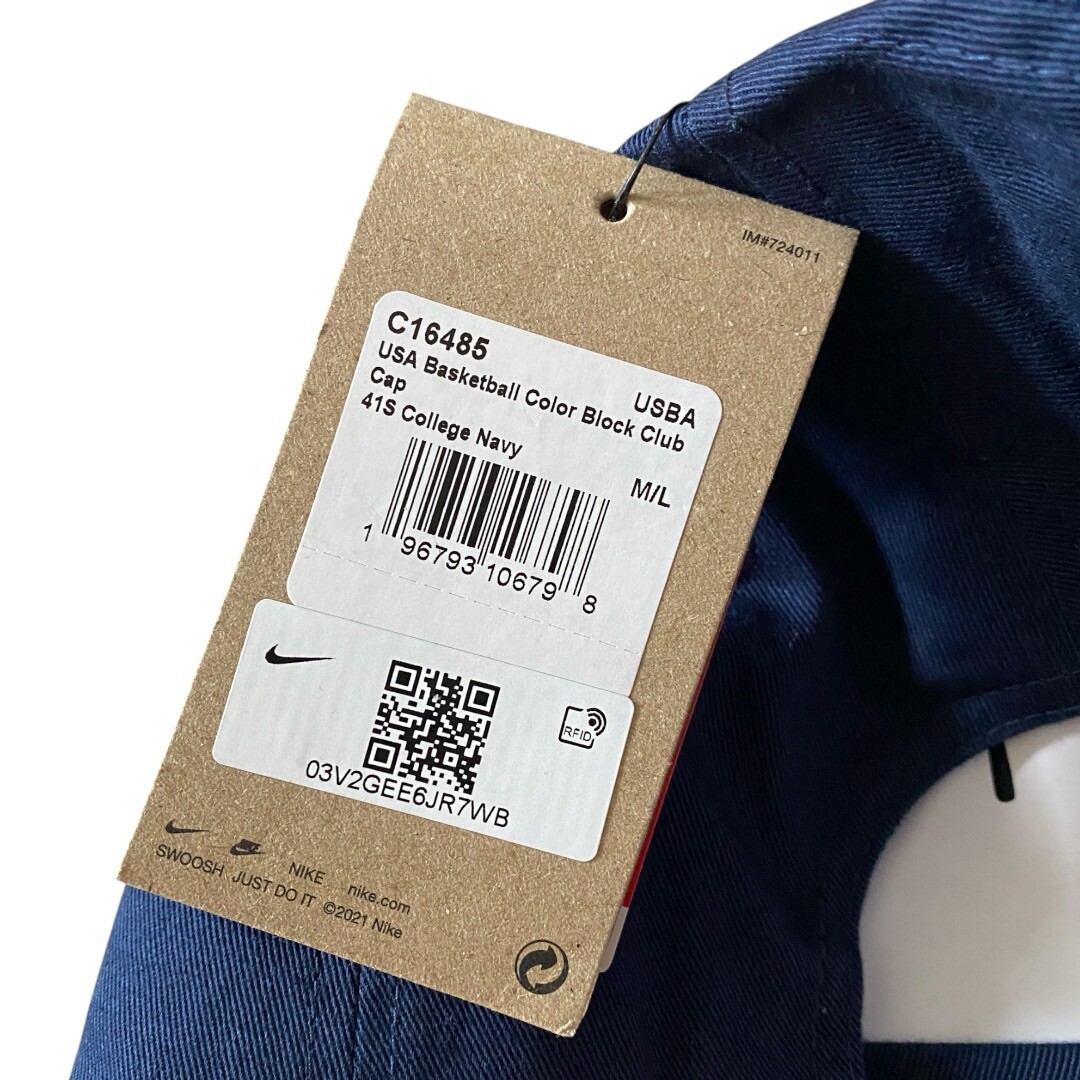 IM#724011
C16485
USBA
USA Basketball Color Block Club
Cap
41S College Navy
M/L
1 96793 10679 8
RFID
03V2GEE6JR7WB
NIKE nike.com
SWOOSH JUST DO IT ©2021 Nike